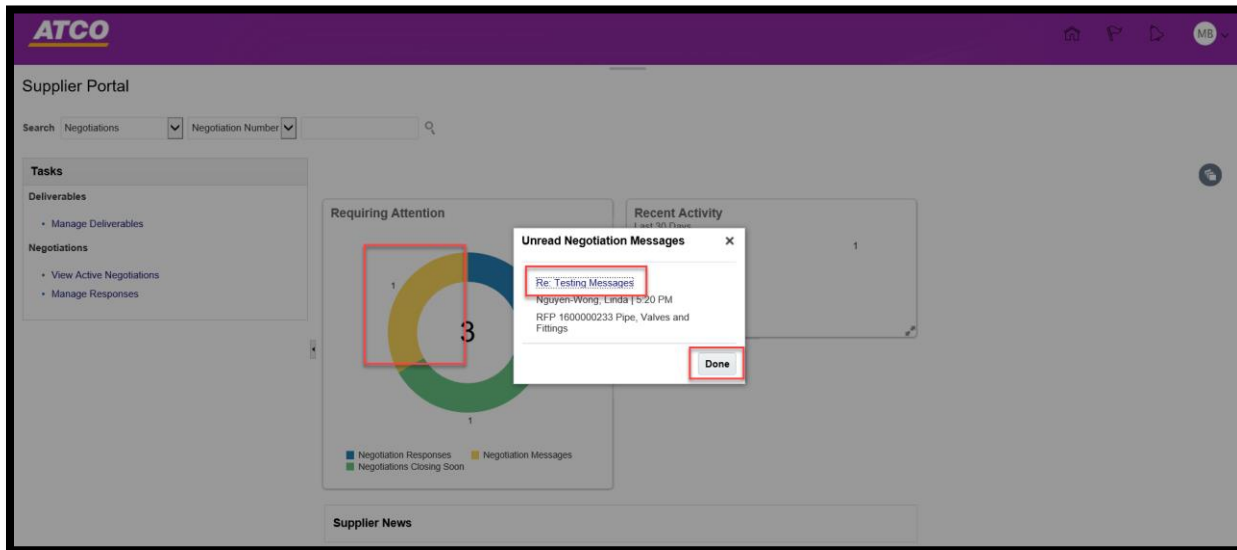 ATCO
MB
Supplier Portal
Search Negotiations Negotiation Number
Tasks
Deliverables
• Manage Deliverables
Negotiations
• View Active Negotiations
• Manage Responses
Requiring Attention
1
3
1
Negotiation Responses Negotiation Messages
Negotiations Closing Soon
Recent Activity
Last 30 Days
1
Unread Negotiation Messages
Re: Testing Messages
Nguyen-Wong, Linda | 5:20 PM
RFP 1600000233 Pipe, Valves and
Fittings
Done
Supplier News